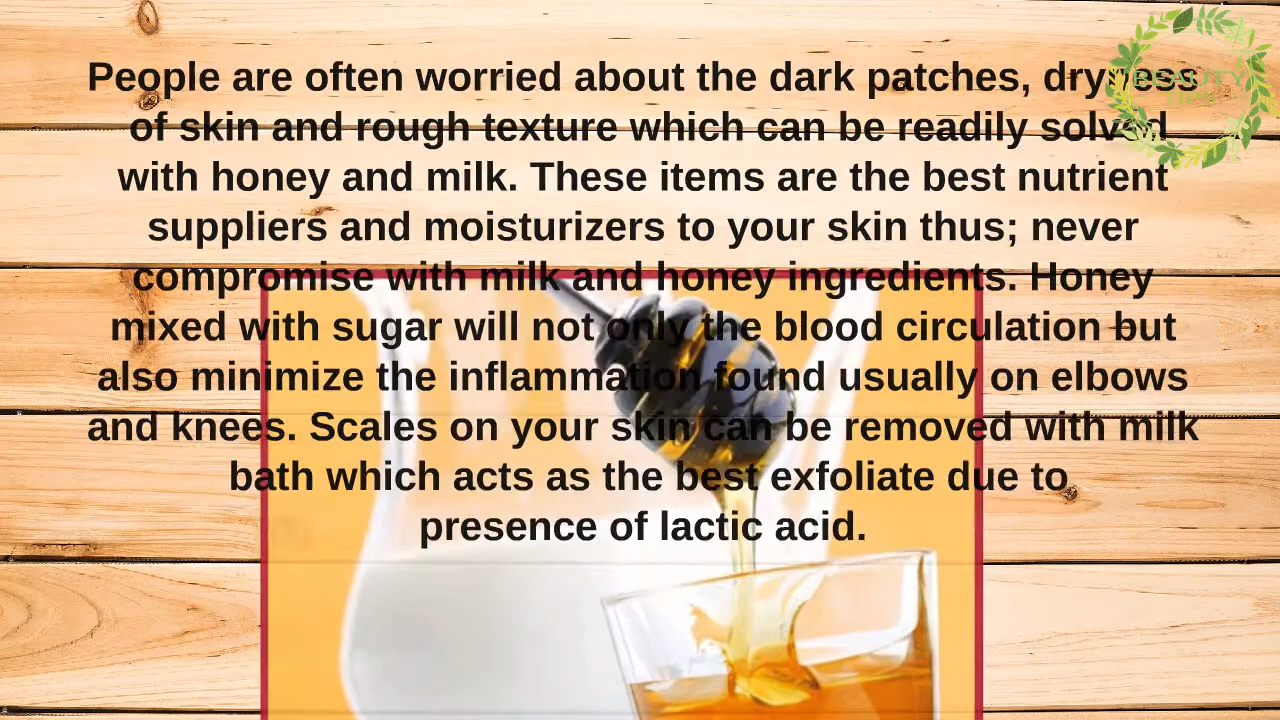 People are often worried about the dark patches, dryness
of skin and rough texture which can be readily solved
with honey and milk. These items are the best nutrient
suppliers and moisturizers to your skin thus; never
compromise with milk and honey ingredients. Honey
mixed with sugar will not only the blood circulation but
also minimize the inflammation found usually on elbows
and knees. Scales on your skin can be removed with milk
bath which acts as the best exfoliate due to
presence of lactic acid.
BEAUTY
TIPS